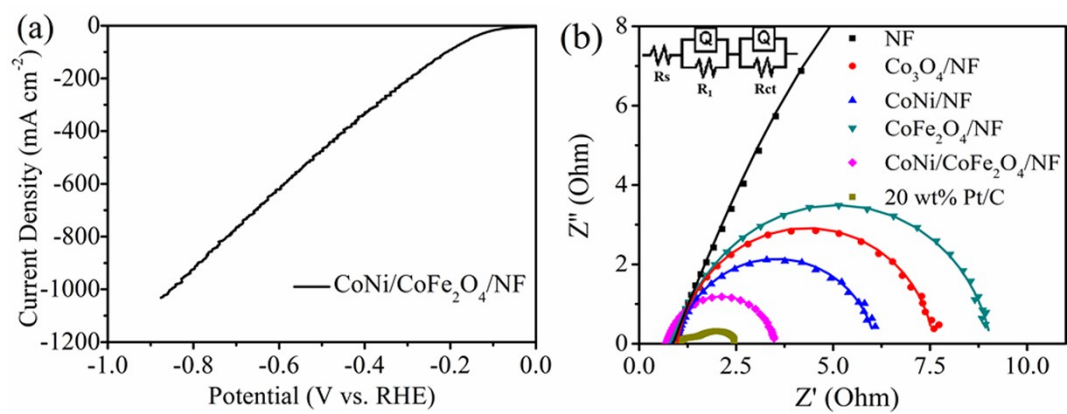 (a)
0
-200
-400
-600
-800
-1000
-1200
-1.0
-0.8
-0.6
-0.4
-0.2
0.0
Current Density (mA cm⁻²)
Potential (V vs. RHE)
CoNi/CoFe₂O₄/NF
(b)
8
6
4
2
0
0.0
2.5
5.0
7.5
10.0
Z'' (Ohm)
Z' (Ohm)
Q
Q
Rs
R₁
Rct
NF
Co₃O₄/NF
CoNi/NF
CoFe₂O₄/NF
CoNi/CoFe₂O₄/NF
20 wt% Pt/C